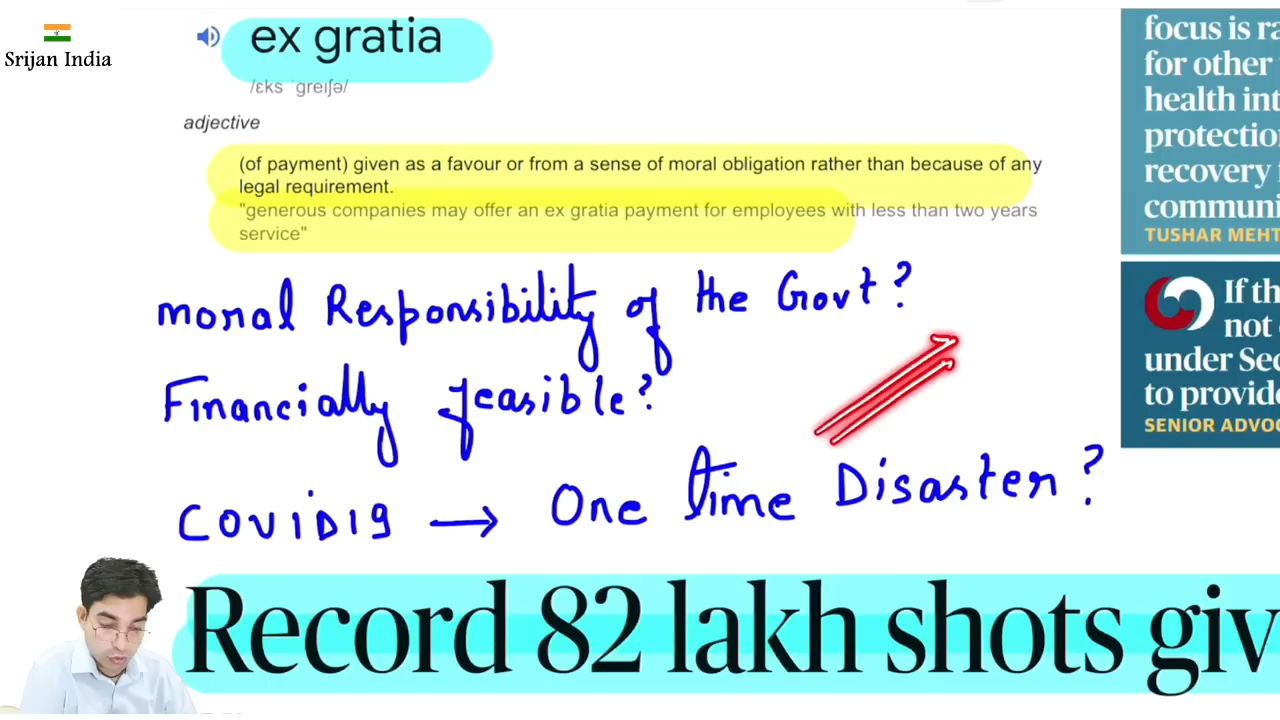 Srijan India
ex gratia
/ɛks ˈɡreɪʃə/
adjective
(of payment) given as a favour or from a sense of moral obligation rather than because of any
legal requirement.
"generous companies may offer an ex gratia payment for employees with less than two years
service"
moral Responsibility of the Govt?
Financially feasible?
COVID19 → One time Disaster?
Record 82 lakh shots giv
focus is ra
for other
health int
protectio
recovery
communi
TUSHAR MEHT
If th
not
under Sec
to provid
SENIOR ADVOC